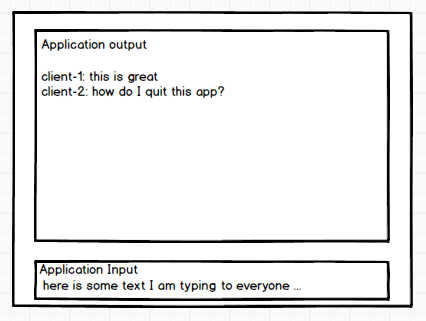 Application output
client-1: this is great
client-2: how do I quit this app?
Application Input
here is some text I am typing to everyone ...